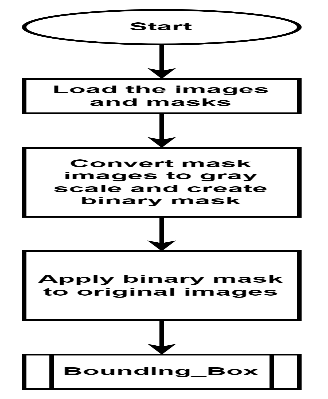 Start
Load the images
and masks
Convert mask
images to gray
scale and create
binary mask
Apply binary mask
to original images
Bounding_Box